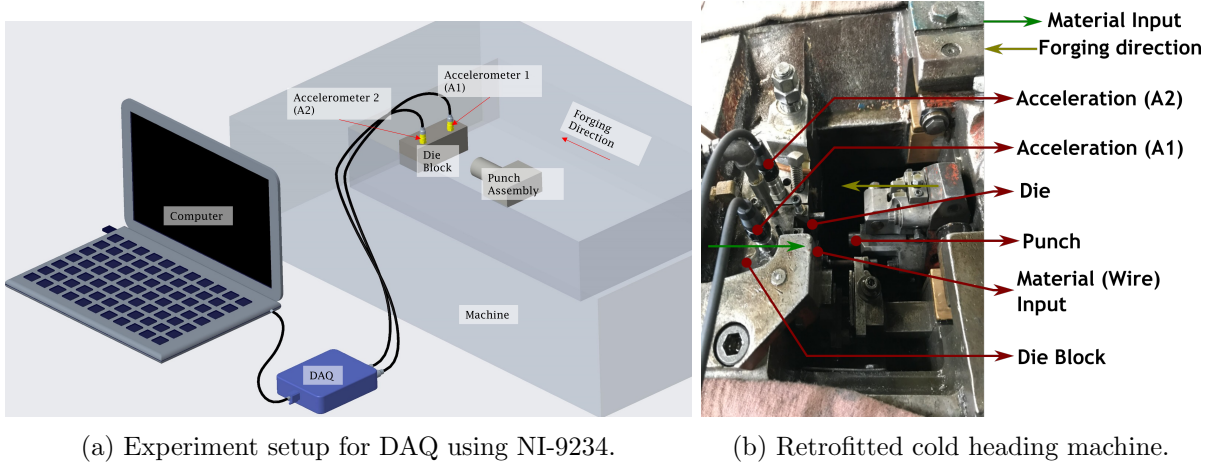 Accelerometer 1
(A1)
Accelerometer 2
(A2)
Forging
Direction
Die
Block
Punch
Assembly
Computer
Machine
DAQ
Material Input
Forging direction
Acceleration (A2)
Acceleration (A1)
Die
Punch
Material (Wire)
Input
Die Block
(a) Experiment setup for DAQ using NI-9234.
(b) Retrofitted cold heading machine.